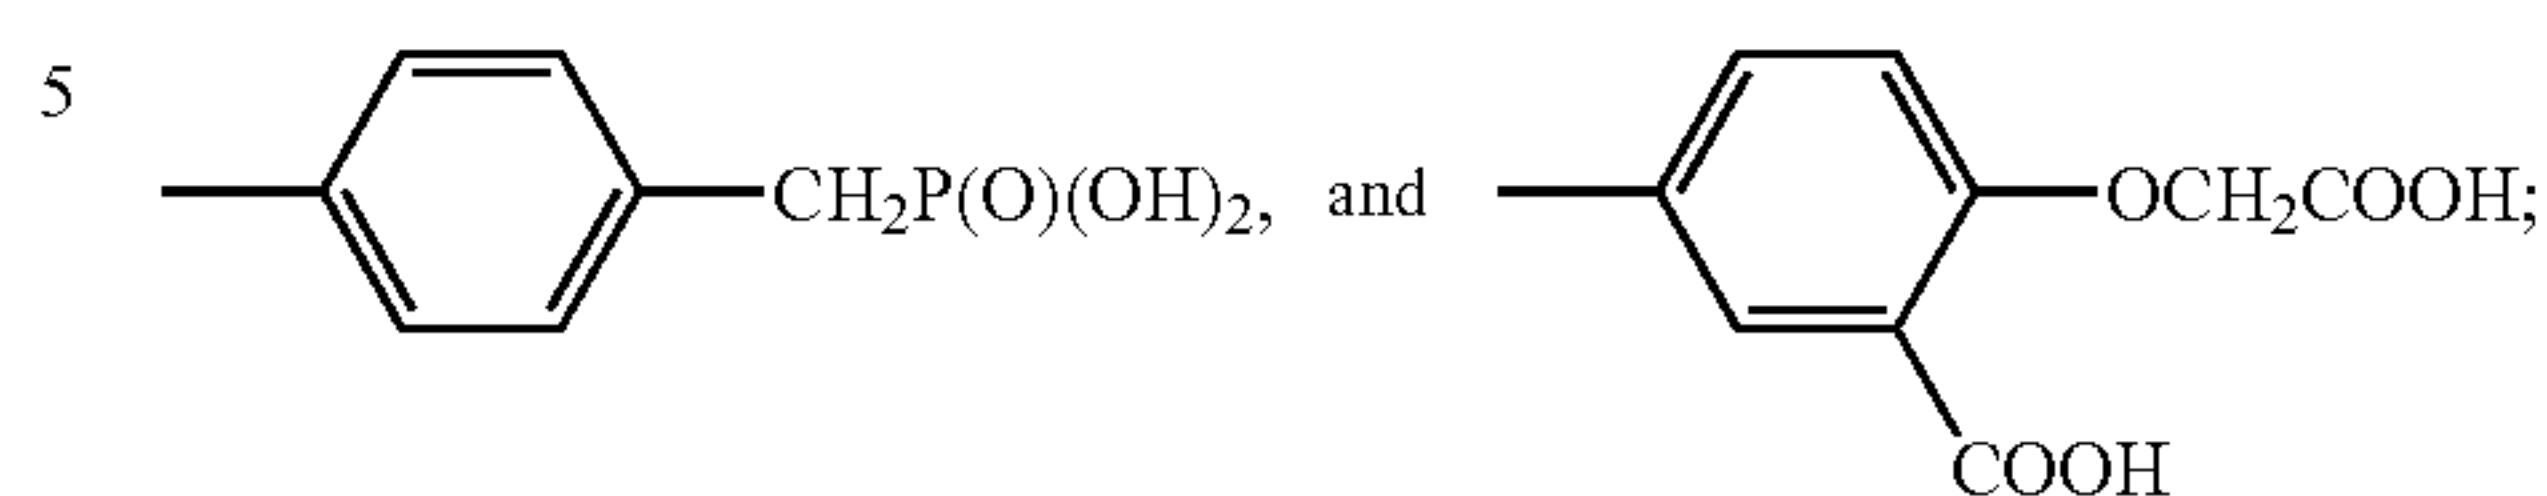 5
CH₂P(O)(OH)₂, and OCH₂COOH;
COOH